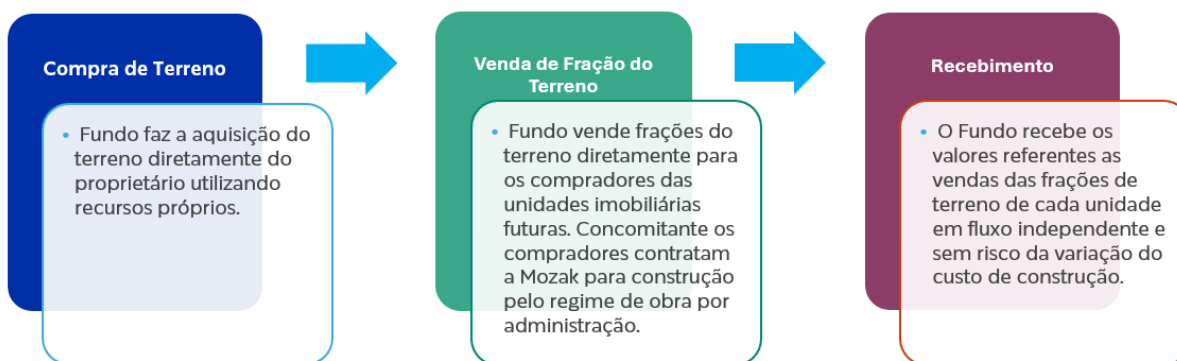 Compra de Terreno
• Fundo faz a aquisição do
terreno diretamente do
proprietário utilizando
recursos próprios.
Venda de Fração do
Terreno
• Fundo vende frações do
terreno diretamente para
os compradores das
unidades imobiliárias
futuras. Concomitante os
compradores contratam
a Mozak para construção
pelo regime de obra por
administração.
Recebimento
• O Fundo recebe os
valores referentes as
vendas das frações de
terreno de cada unidade
em fluxo independente e
sem risco da variação do
custo de construção.